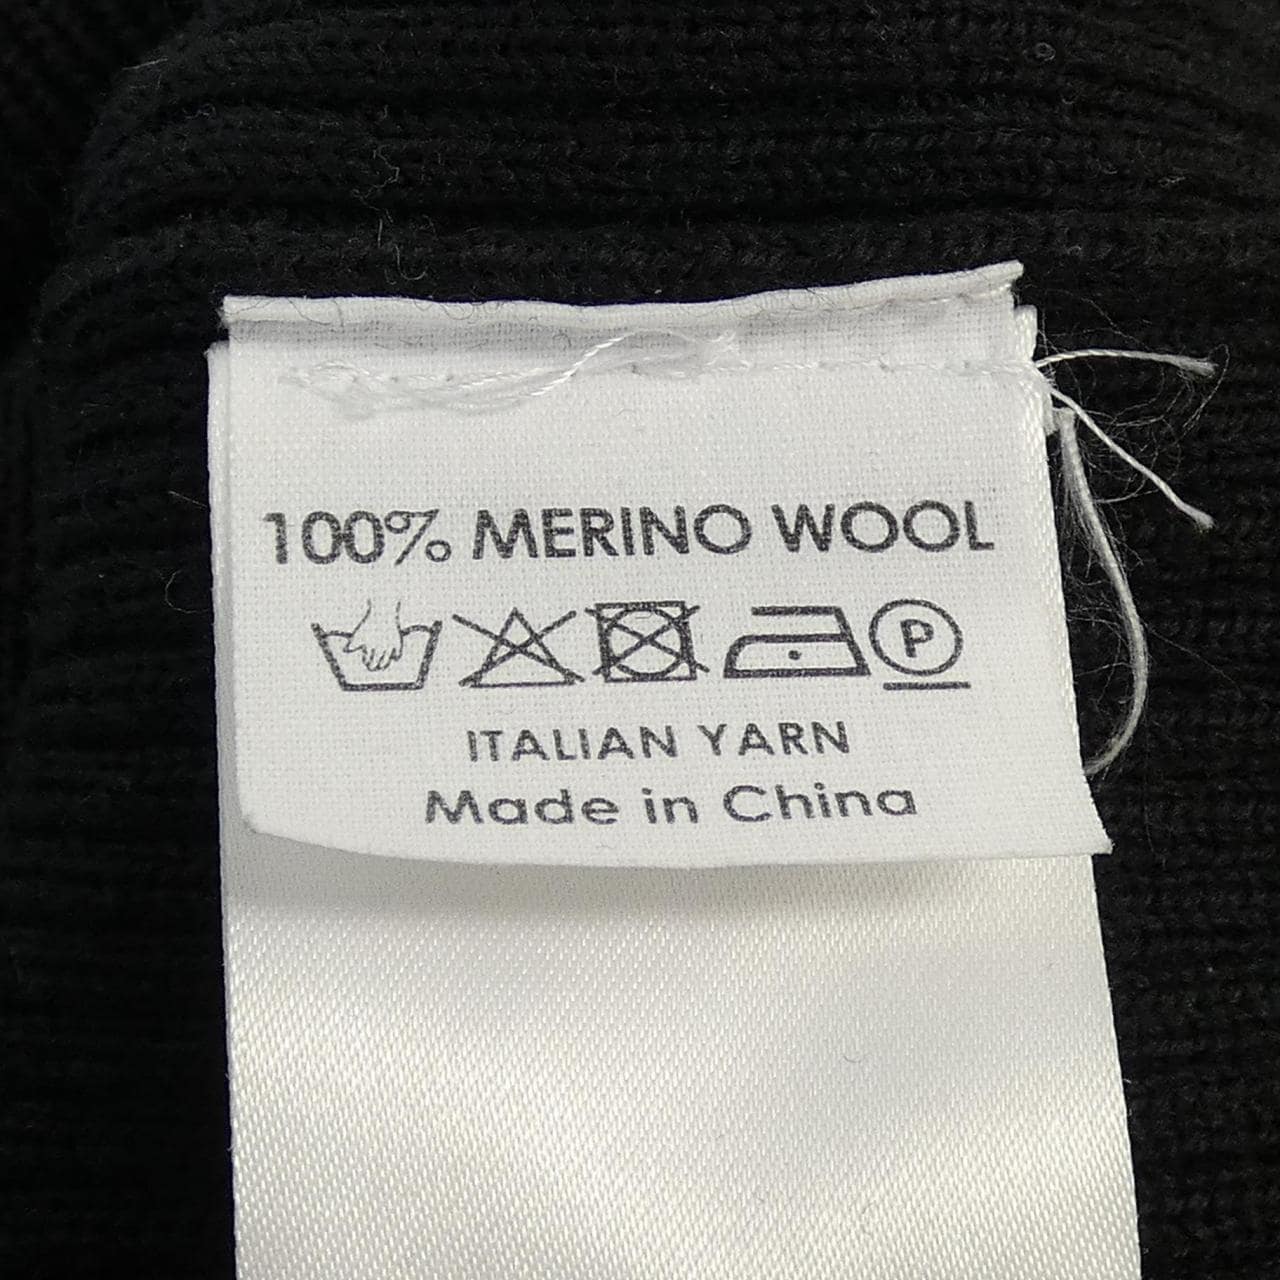 100% MERINO WOOL
P
ITALIAN YARN
Made in China